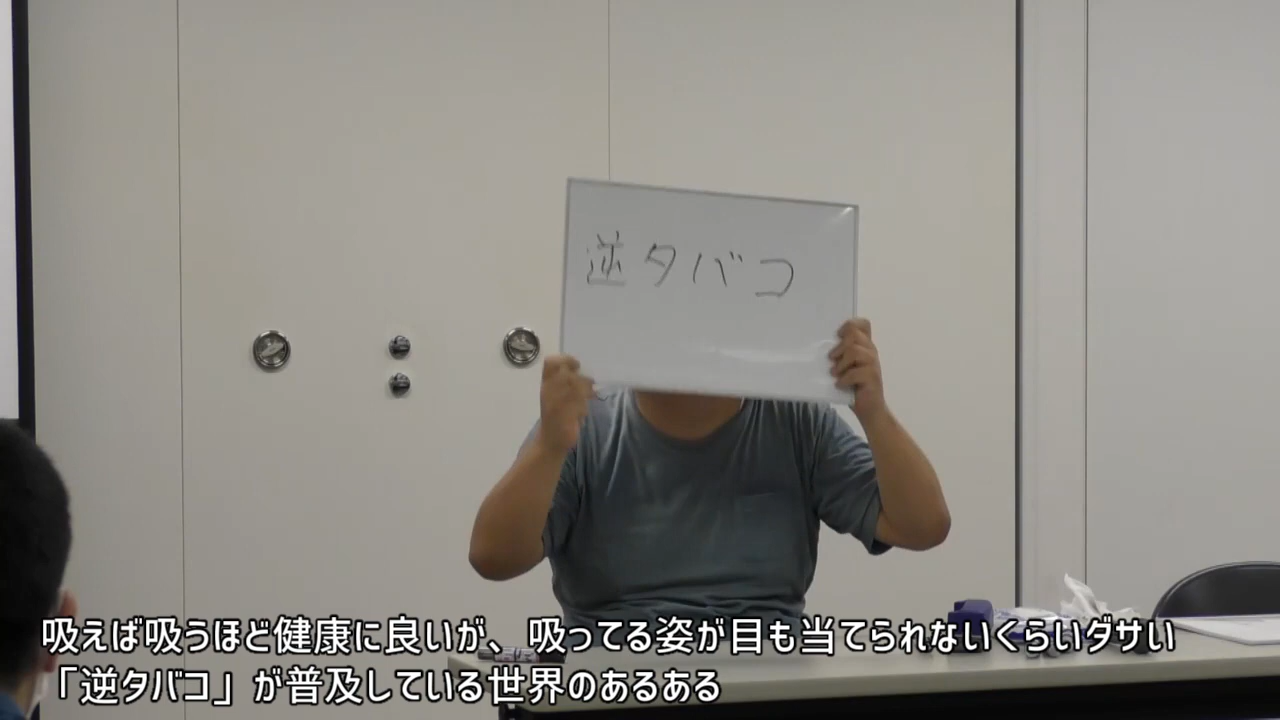 逆タバコ
吸えば吸うほど健康に良いが、吸ってる姿が目も当てられないくらいダサい
「逆タバコ」が普及している世界のあるある